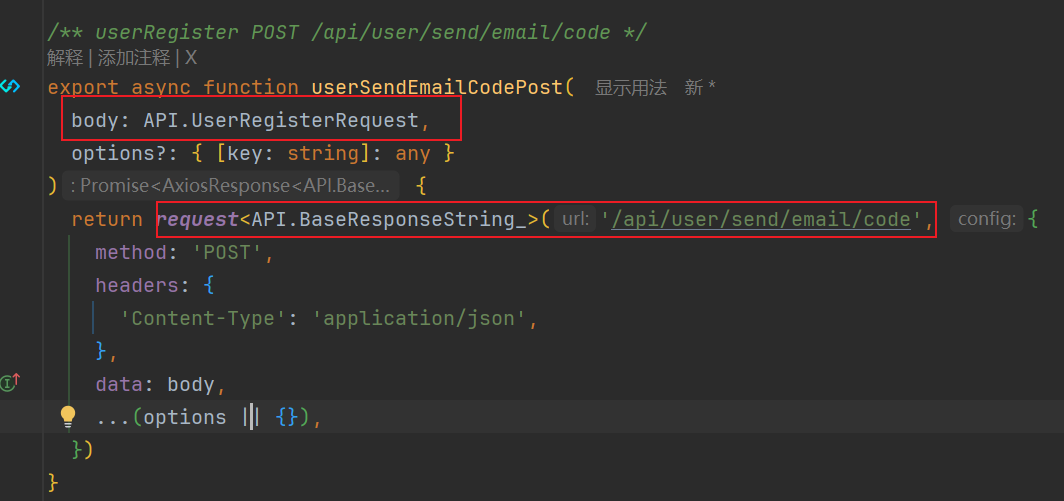 /** userRegister POST /api/user/send/email/code */
解释 | 添加注释 | X
export async function userSendEmailCodePost( 显示用法 新 *
body: API.UserRegisterRequest,
options?: { [key: string]: any }
) : Promise<AxiosResponse<API.Base... {
return request<API.BaseResponseString_>( url: '/api/user/send/email/code', config: {
method: 'POST',
headers: {
'Content-Type': 'application/json',
},
data: body,
...(options || {}),
})
}